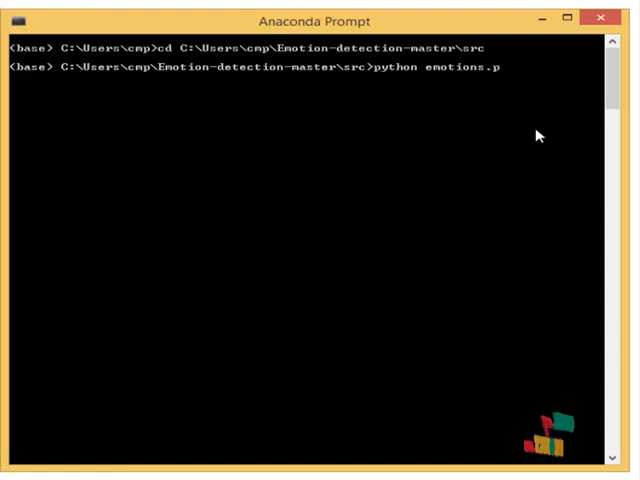 Anaconda Prompt
(base) C:\Users\cmp>cd C:\Users\cmp\Emotion-detection-master\src
(base) C:\Users\cmp\Emotion-detection-master\src>python emotions.p